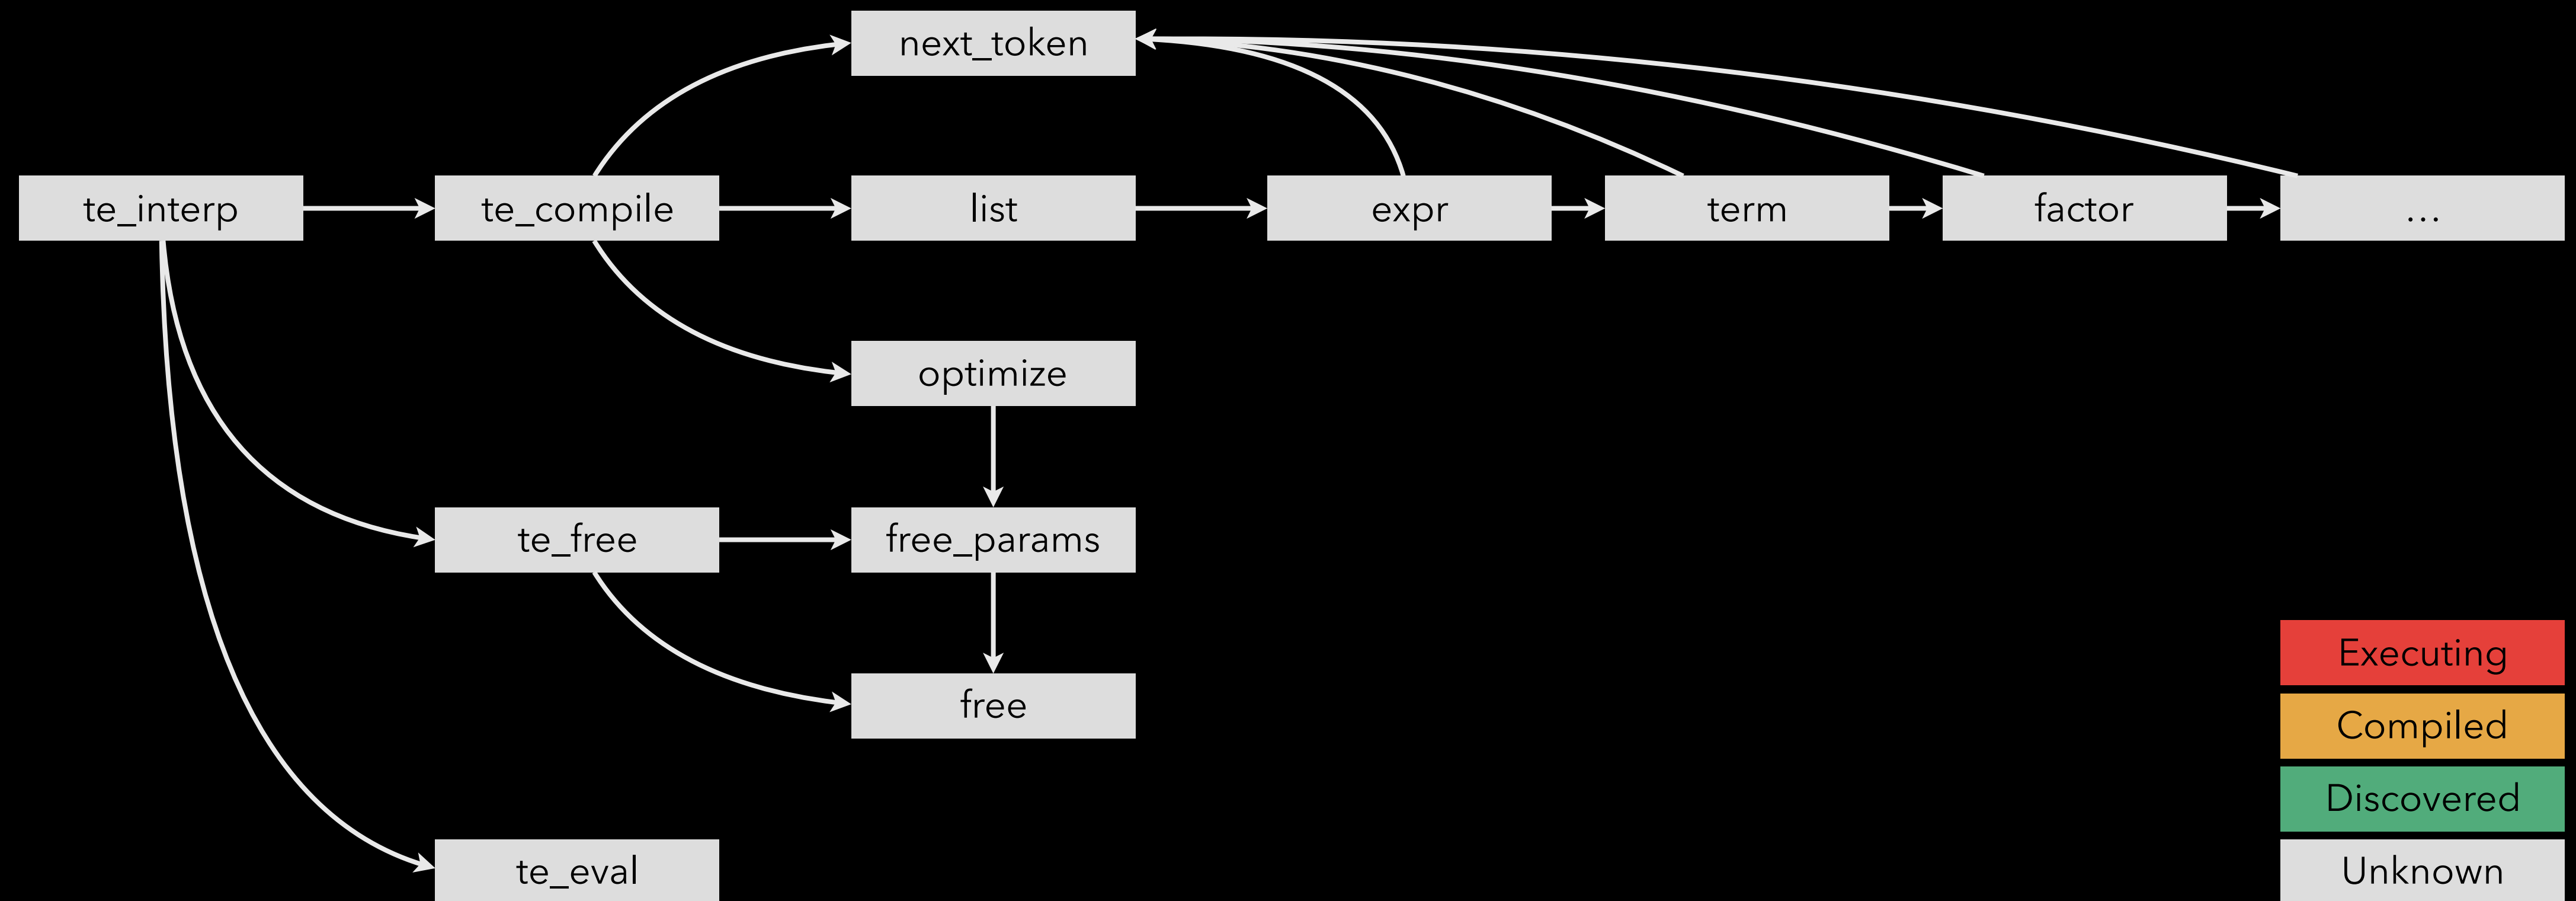 next_token
te_interp
te_compile
list
expr
term
factor
...
optimize
te_free
free_params
free
te_eval
Executing
Compiled
Discovered
Unknown